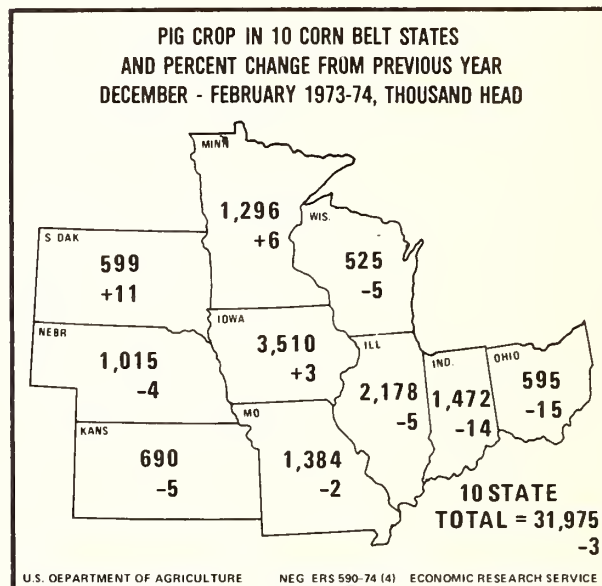 PIG CROP IN 10 CORN BELT STATES
AND PERCENT CHANGE FROM PREVIOUS YEAR
DECEMBER - FEBRUARY 1973-74, THOUSAND HEAD
MINN
1,296
+6
WIS.
525
-5
S DAK
599
+11
IOWA
3,510
+3
NEBR
1,015
-4
ILL
2,178
-5
IND.
1,472
-14
OHIO
595
-15
KANS
690
-5
MO
1,384
-2
10 STATE
TOTAL = 31,975
-3
U.S. DEPARTMENT OF AGRICULTURE NEG ERS 590-74 (4) ECONOMIC RESEARCH SERVICE